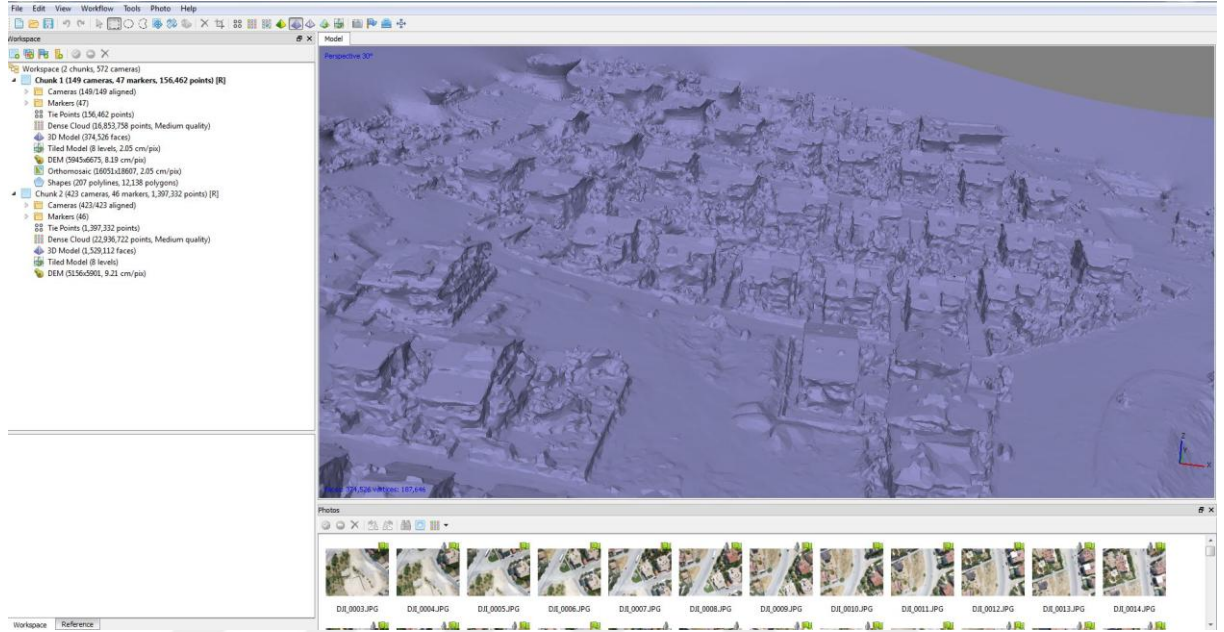 File Edit View Workflow Tools Photo Help
Workspace
Model
Workspace (2 chunks, 572 cameras)
Chunk 1 (149 cameras, 47 markers, 156,462 points) [R]
Cameras (149/149 aligned)
Markers (47)
Tie Points (156,462 points)
Dense Cloud (16,853,758 points, Medium quality)
3D Model (374,526 faces)
Tiled Model (8 levels, 2.05 cm/pix)
DEM (5945x6675, 8.19 cm/pix)
Orthomosaic (16051x18607, 2.05 cm/pix)
Shapes (207 polylines, 12,138 polygons)
Chunk 2 (423 cameras, 46 markers, 1,397,332 points) [R]
Cameras (423/423 aligned)
Markers (46)
Tie Points (1,397,332 points)
Dense Cloud (22,936,722 points, Medium quality)
3D Model (1,529,112 faces)
Tiled Model (8 levels)
DEM (5156x5901, 9.21 cm/pix)
Perspective 30°
Z
Y
X
374,526 vertices: 187,646
Photos
DJI_0003.JPG DJI_0004.JPG DJI_0005.JPG DJI_0006.JPG DJI_0007.JPG DJI_0008.JPG DJI_0009.JPG DJI_0010.JPG DJI_0011.JPG DJI_0012.JPG DJI_0013.JPG DJI_0014.JPG
Workspace Reference